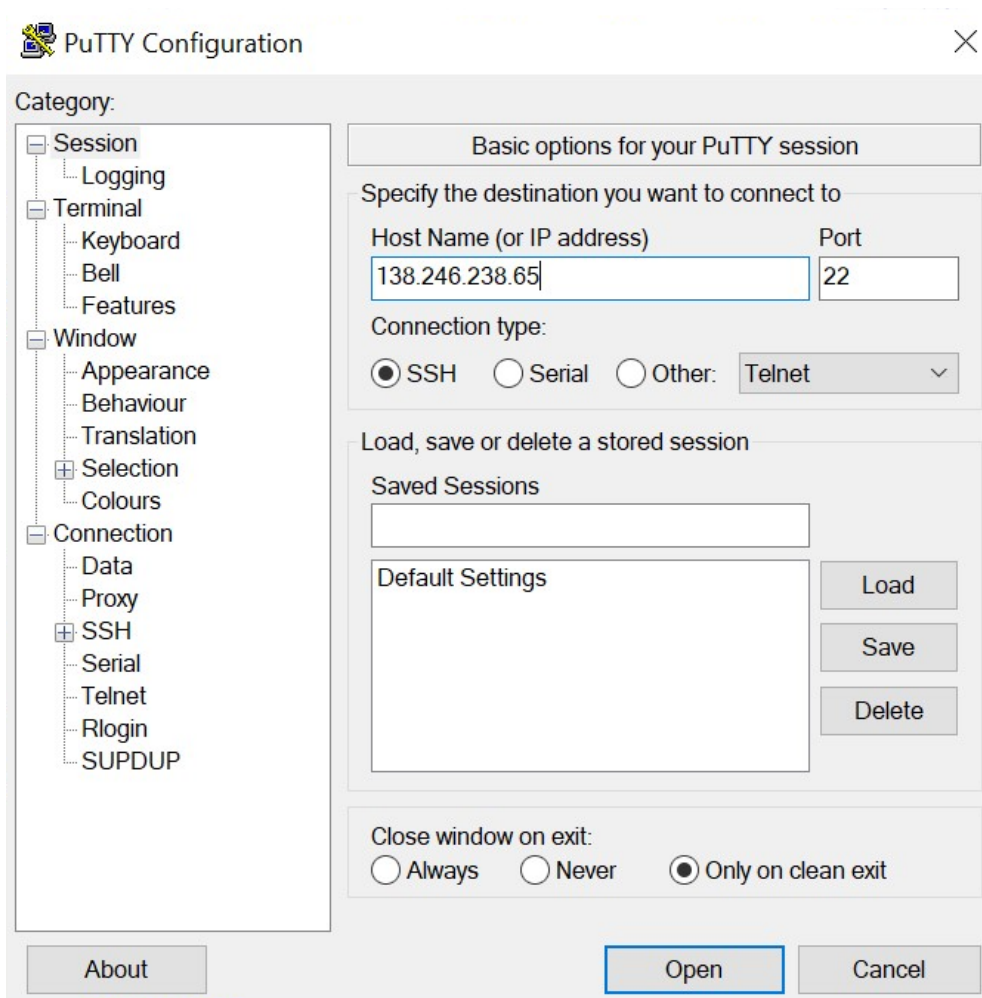 PuTTY Configuration
Category:
Session
Logging
Terminal
Keyboard
Bell
Features
Window
Appearance
Behaviour
Translation
Selection
Colours
Connection
Data
Proxy
SSH
Serial
Telnet
Rlogin
SUPDUP
Basic options for your PuTTY session
Specify the destination you want to connect to
Host Name (or IP address) Port
138.246.238.65 22
Connection type:
SSH Serial Other: Telnet
Load, save or delete a stored session
Saved Sessions
Default Settings
Load
Save
Delete
Close window on exit:
Always Never Only on clean exit
About Open Cancel